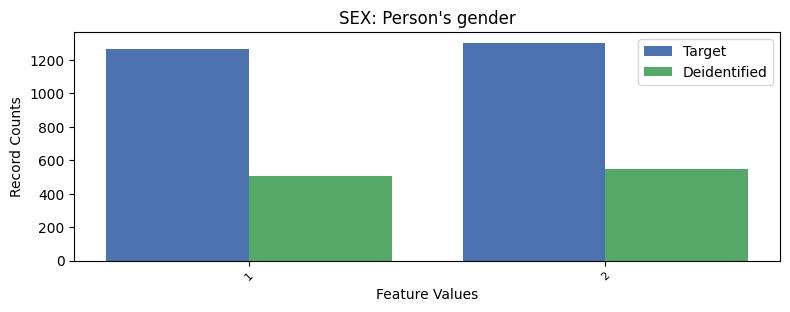 SEX: Person's gender
Target
Deidentified
Record Counts
1200
1000
800
600
400
200
0
1
2
Feature Values